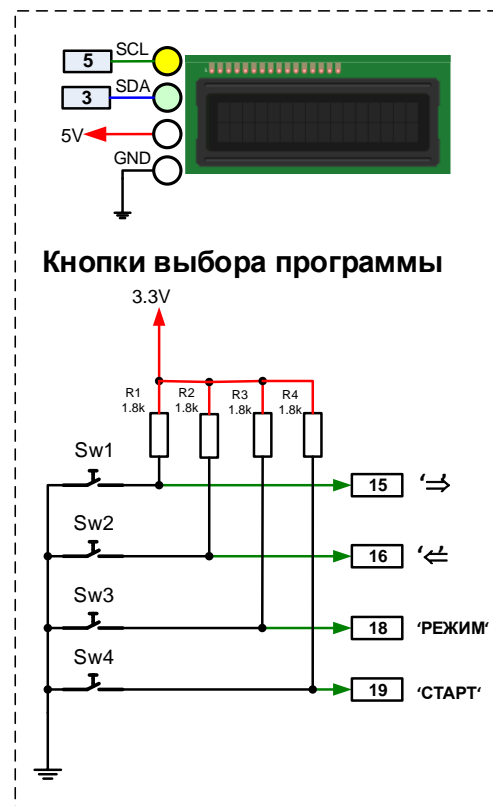 5 SCL
3 SDA
5V
GND
Кнопки выбора программы
3.3V
R1 R2 R3 R4
1.8k 1.8k 1.8k 1.8k
Sw1
15 ‘⇒‘
Sw2
16 ‘⇐‘
Sw3
18 ‘РЕЖИМ‘
Sw4
19 ‘СТАРТ‘